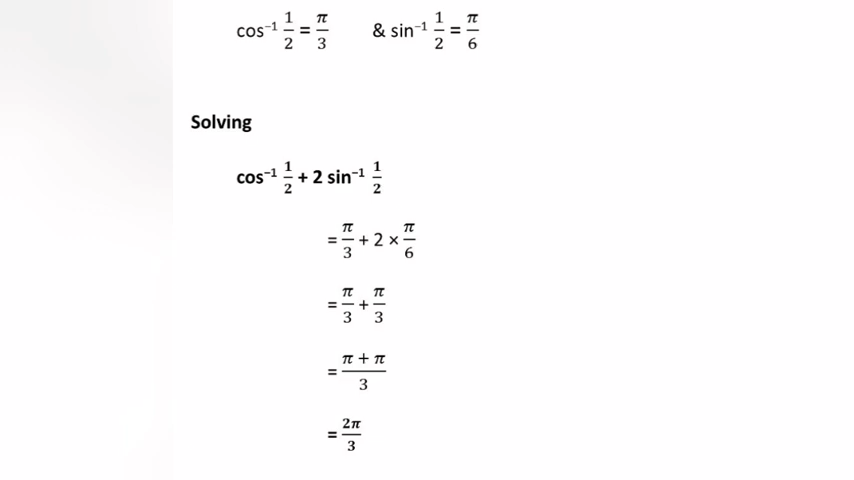 cos⁻¹ 1/2 = π/3 & sin⁻¹ 1/2 = π/6
Solving
cos⁻¹ 1/2 + 2 sin⁻¹ 1/2
= π/3 + 2 × π/6
= π/3 + π/3
= (π + π)/3
= 2π/3